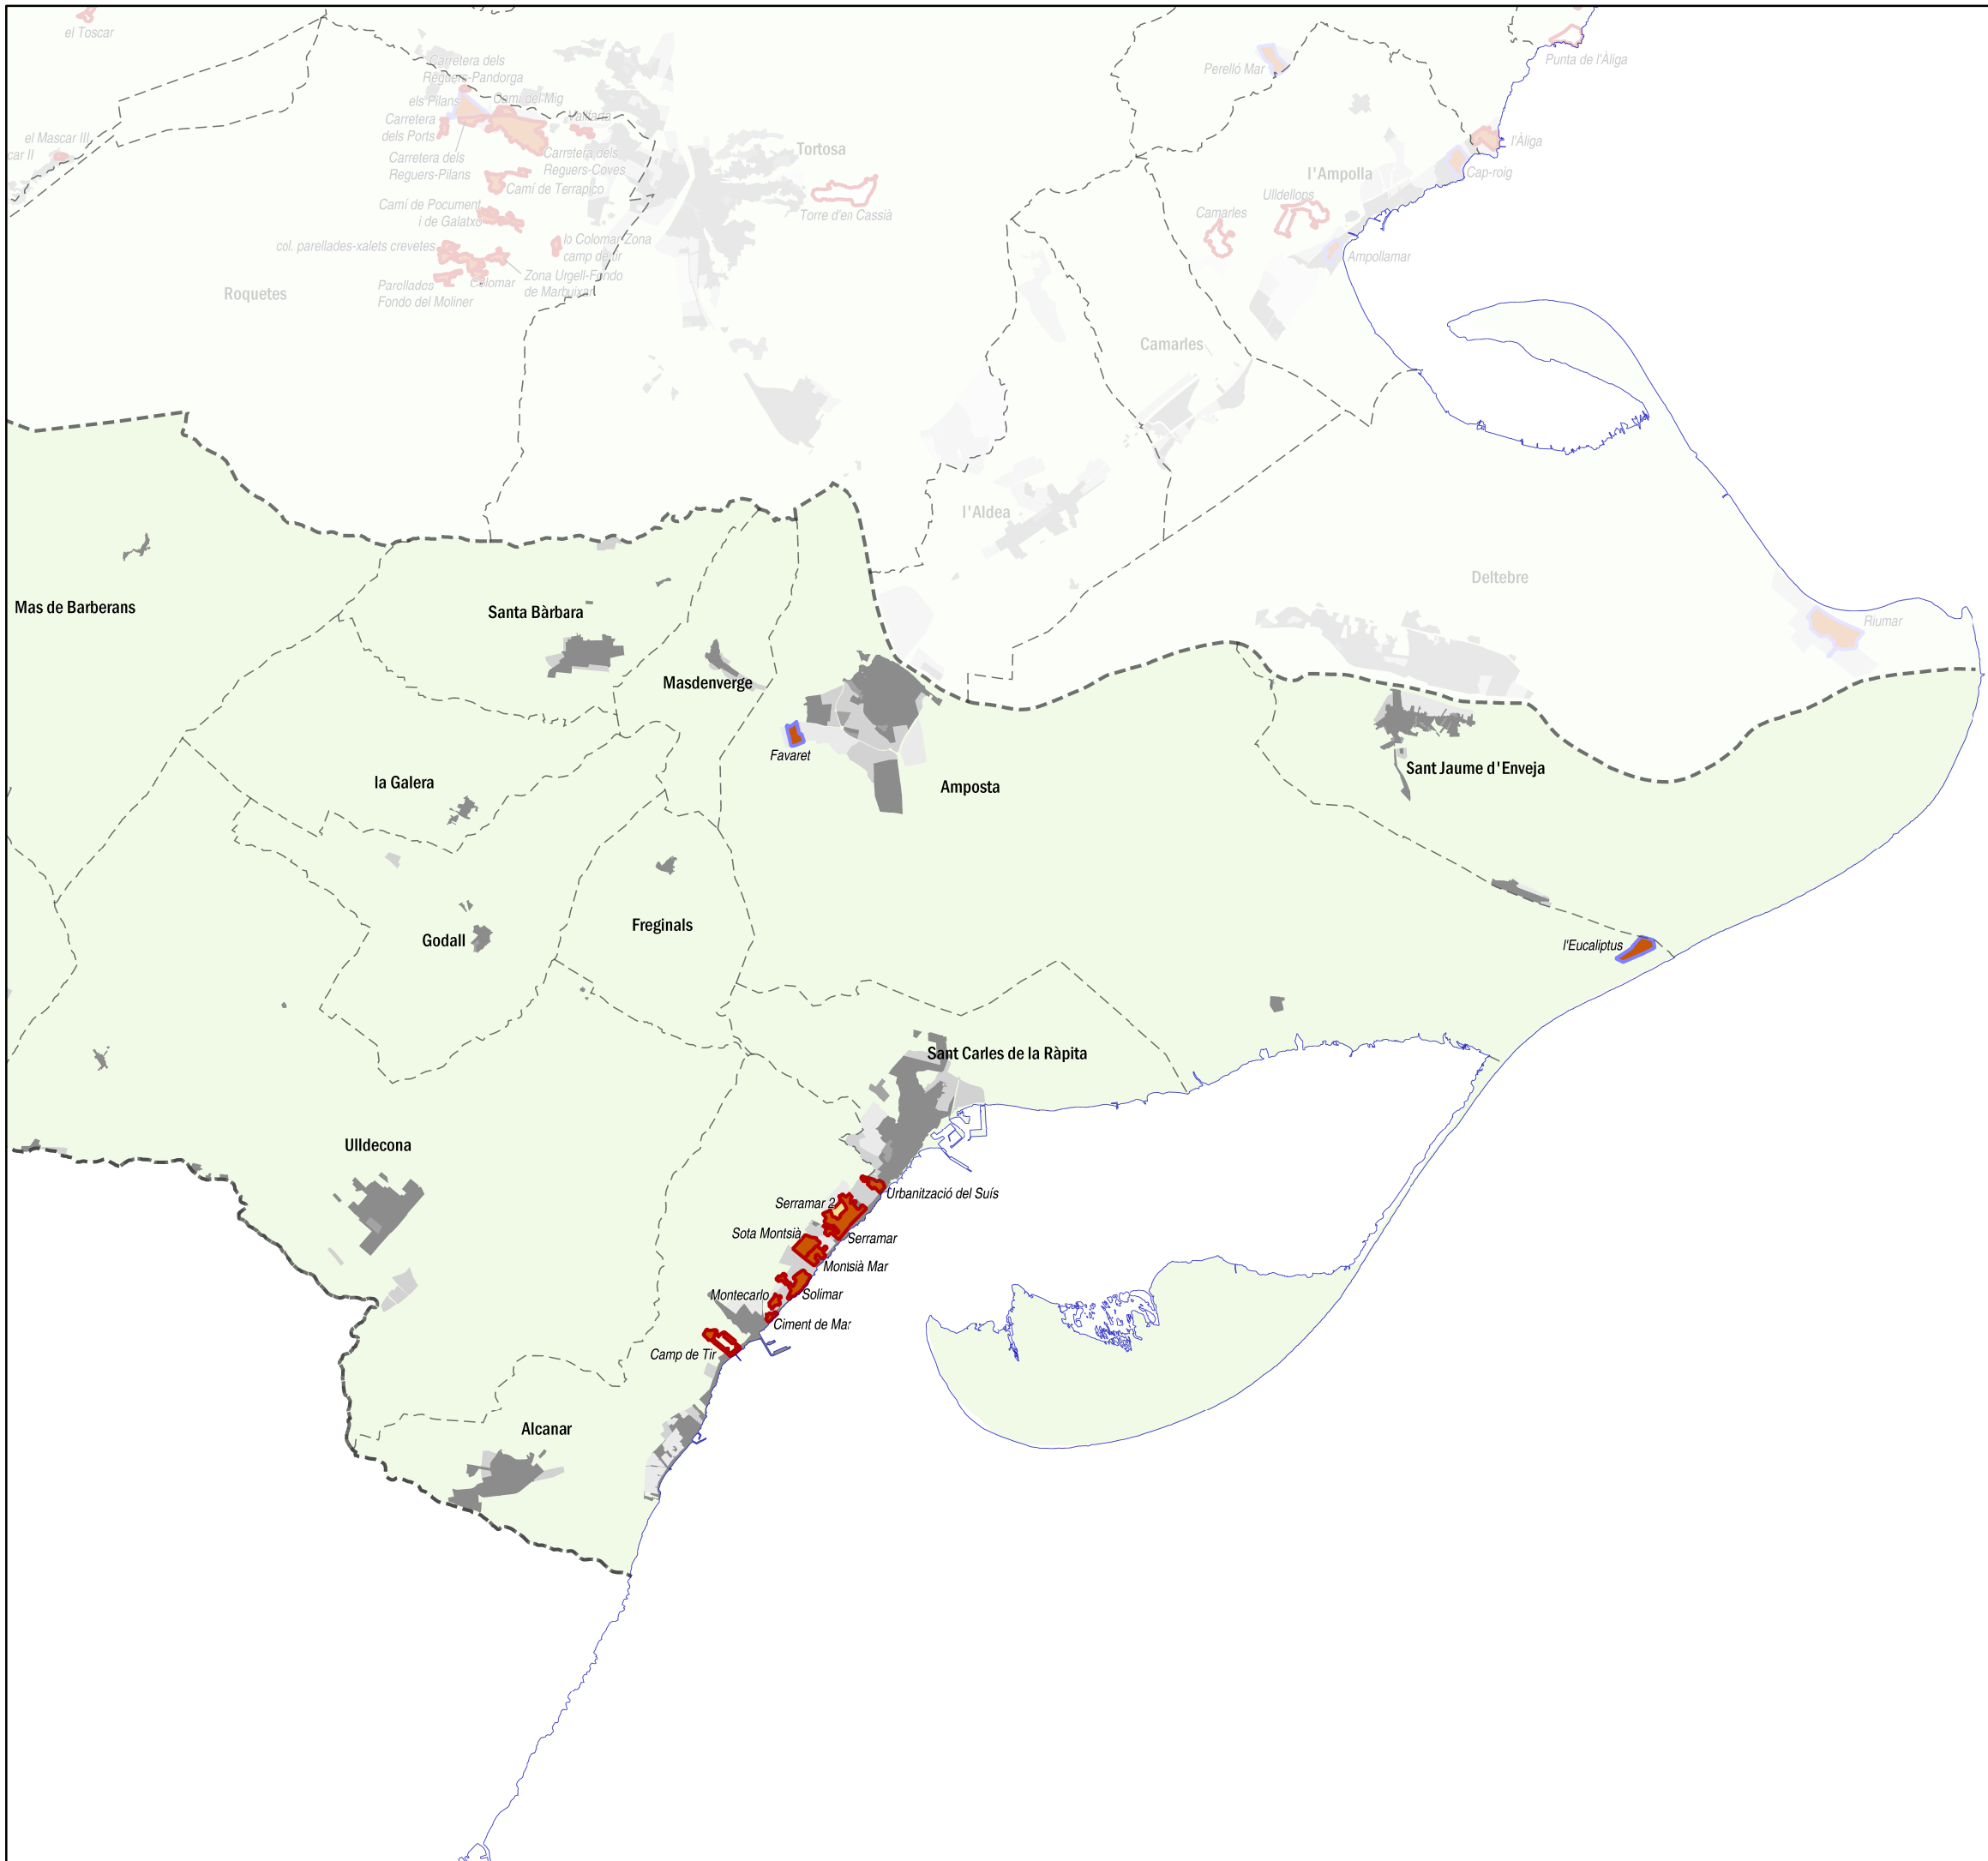 el Toscar
Punta de l'Àliga
Carretera dels
Reguers-Pandorga
Perelló Mar
els Pilans
Camí del Mig
Carretera
dels Ports
el Mascar III
car II
Tortosa
l'Àliga
Carretera dels
Reguers-Pilans
Carretera dels
Reguers-Coves
l'Ampolla
Cap-roig
Camí de Terrapico
Ulldellops
Camí de Pocument
i de Galatxo
Torre d'en Cassià
Camarles
col. parellades-xalets crevetes
lo Colomar-Zona
camp de tir
Ampollamar
Zona Urgell-Fondo
de Marbuixar
Parellades
Fondo del Moliner
Colomar
Roquetes
Camarles
l'Aldea
Deltebre
Mas de Barberans
Santa Bàrbara
Riumar
Masdenverge
Favaret
Sant Jaume d'Enveja
la Galera
Amposta
Freginals
Godall
l'Eucaliptus
Sant Carles de la Ràpita
Ulldecona
Urbanització del Suís
Serramar 2
Sota Montsià
Serramar
Montsià Mar
Montecarlo
Solimar
Ciment de Mar
Camp de Tir
Alcanar